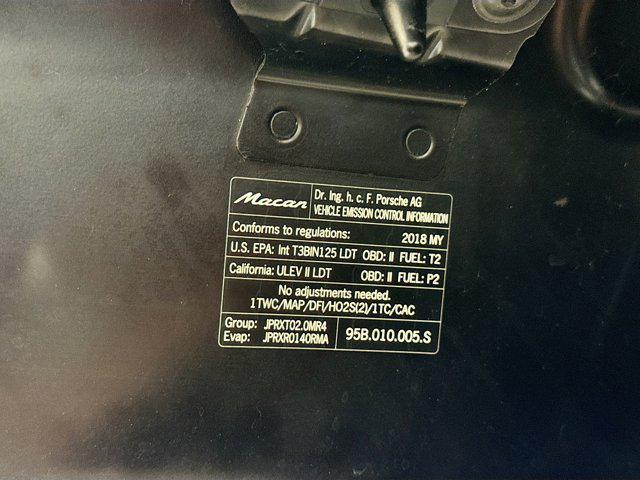 Macan
Dr. Ing. h. c. F. Porsche AG
VEHICLE EMISSION CONTROL INFORMATION
Conforms to regulations: 2018 MY
U.S. EPA: Int T3BIN125 LDT OBD: II FUEL: T2
California: ULEV II LDT OBD: II FUEL: P2
No adjustments needed.
1TWC/MAP/DFI/HO2S(2)/1TC/CAC
Group: JPRXT02.0MR4
Evap: JPRXR0140RMA
95B.010.005.S